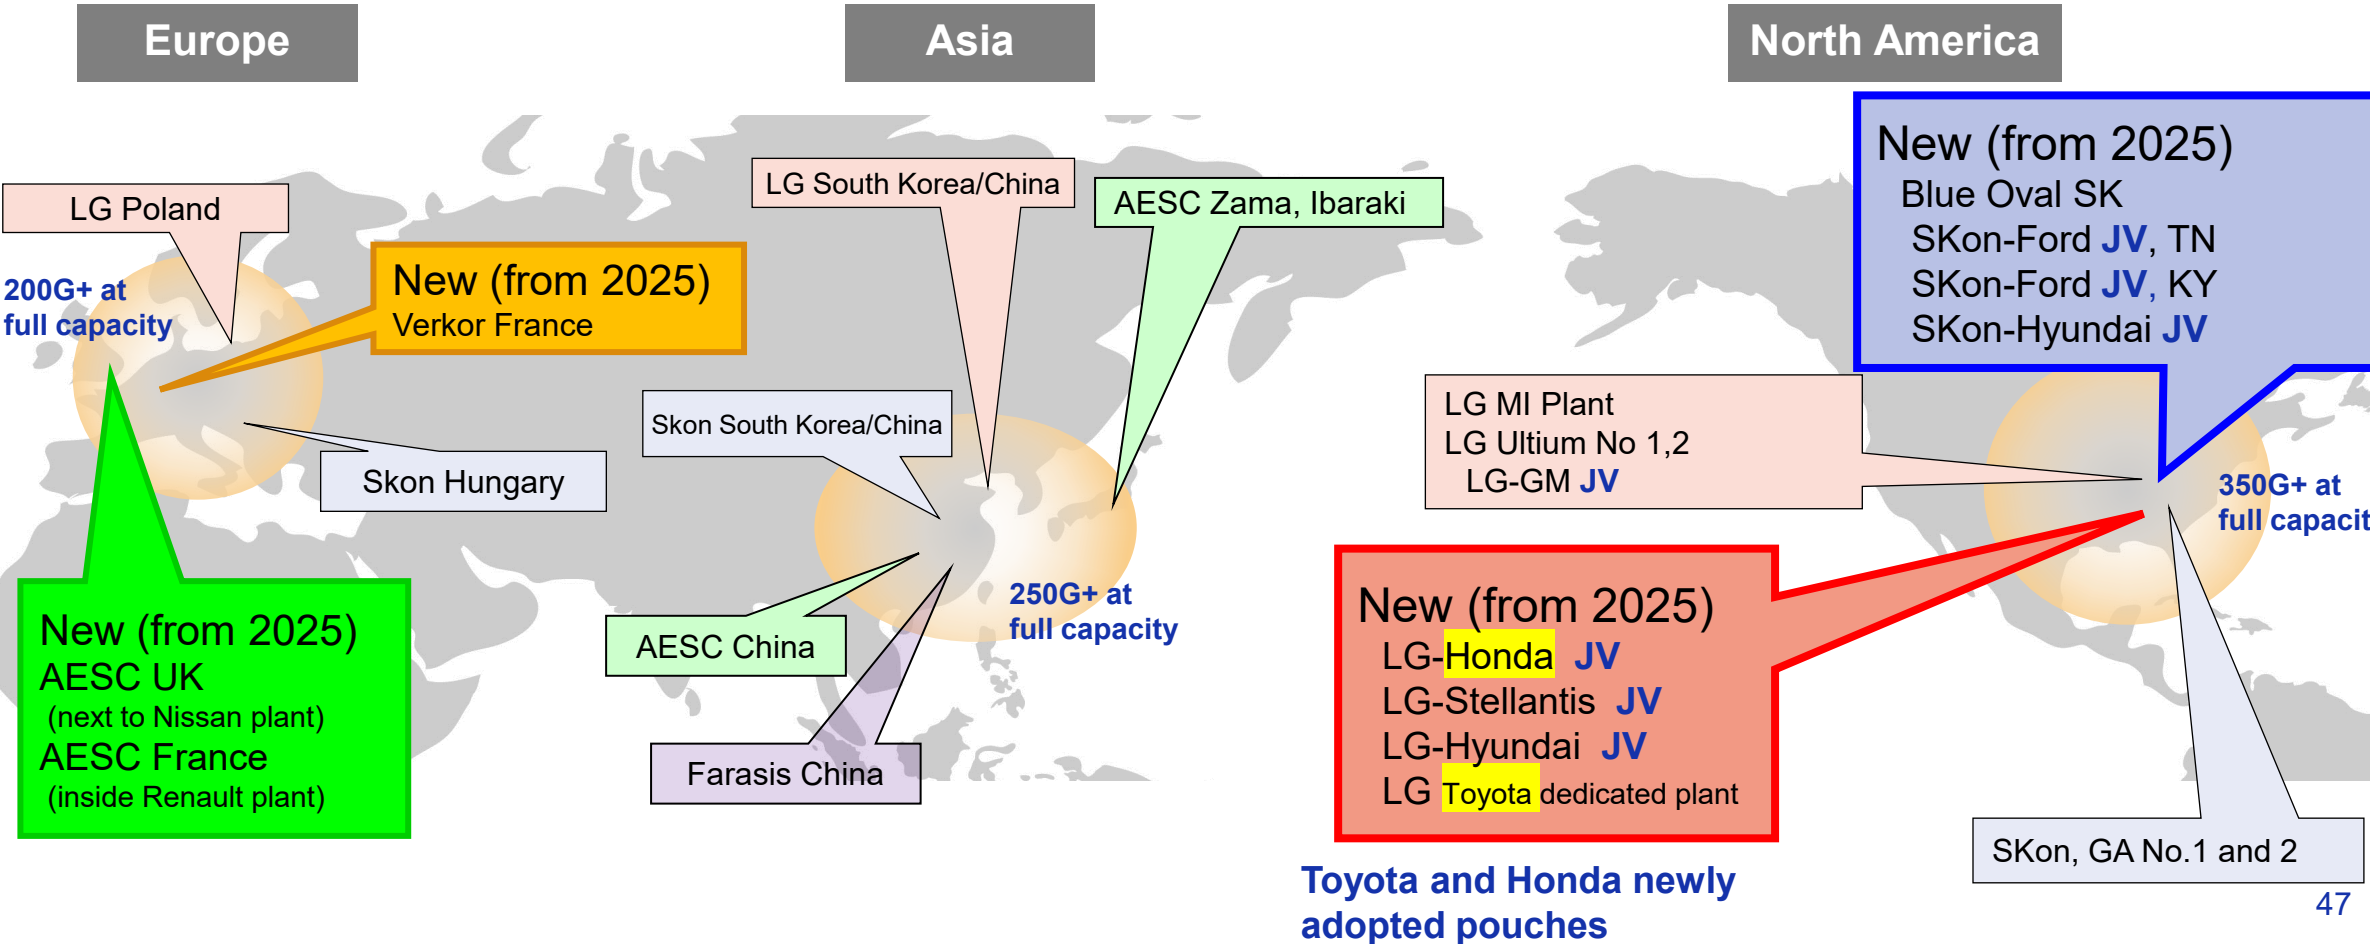 Europe
Asia
North America
LG Poland
200G+ at
full capacity
New (from 2025)
Verkor France
Skon Hungary
New (from 2025)
AESC UK
(next to Nissan plant)
AESC France
(inside Renault plant)
LG South Korea/China
AESC Zama, Ibaraki
Skon South Korea/China
250G+ at
full capacity
AESC China
Farasis China
New (from 2025)
Blue Oval SK
SKon-Ford JV, TN
SKon-Ford JV, KY
SKon-Hyundai JV
LG MI Plant
LG Ultium No 1,2
LG-GM JV
350G+ at
full capacit
New (from 2025)
LG-Honda JV
LG-Stellantis JV
LG-Hyundai JV
LG Toyota dedicated plant
SKon, GA No.1 and 2
Toyota and Honda newly
adopted pouches
47